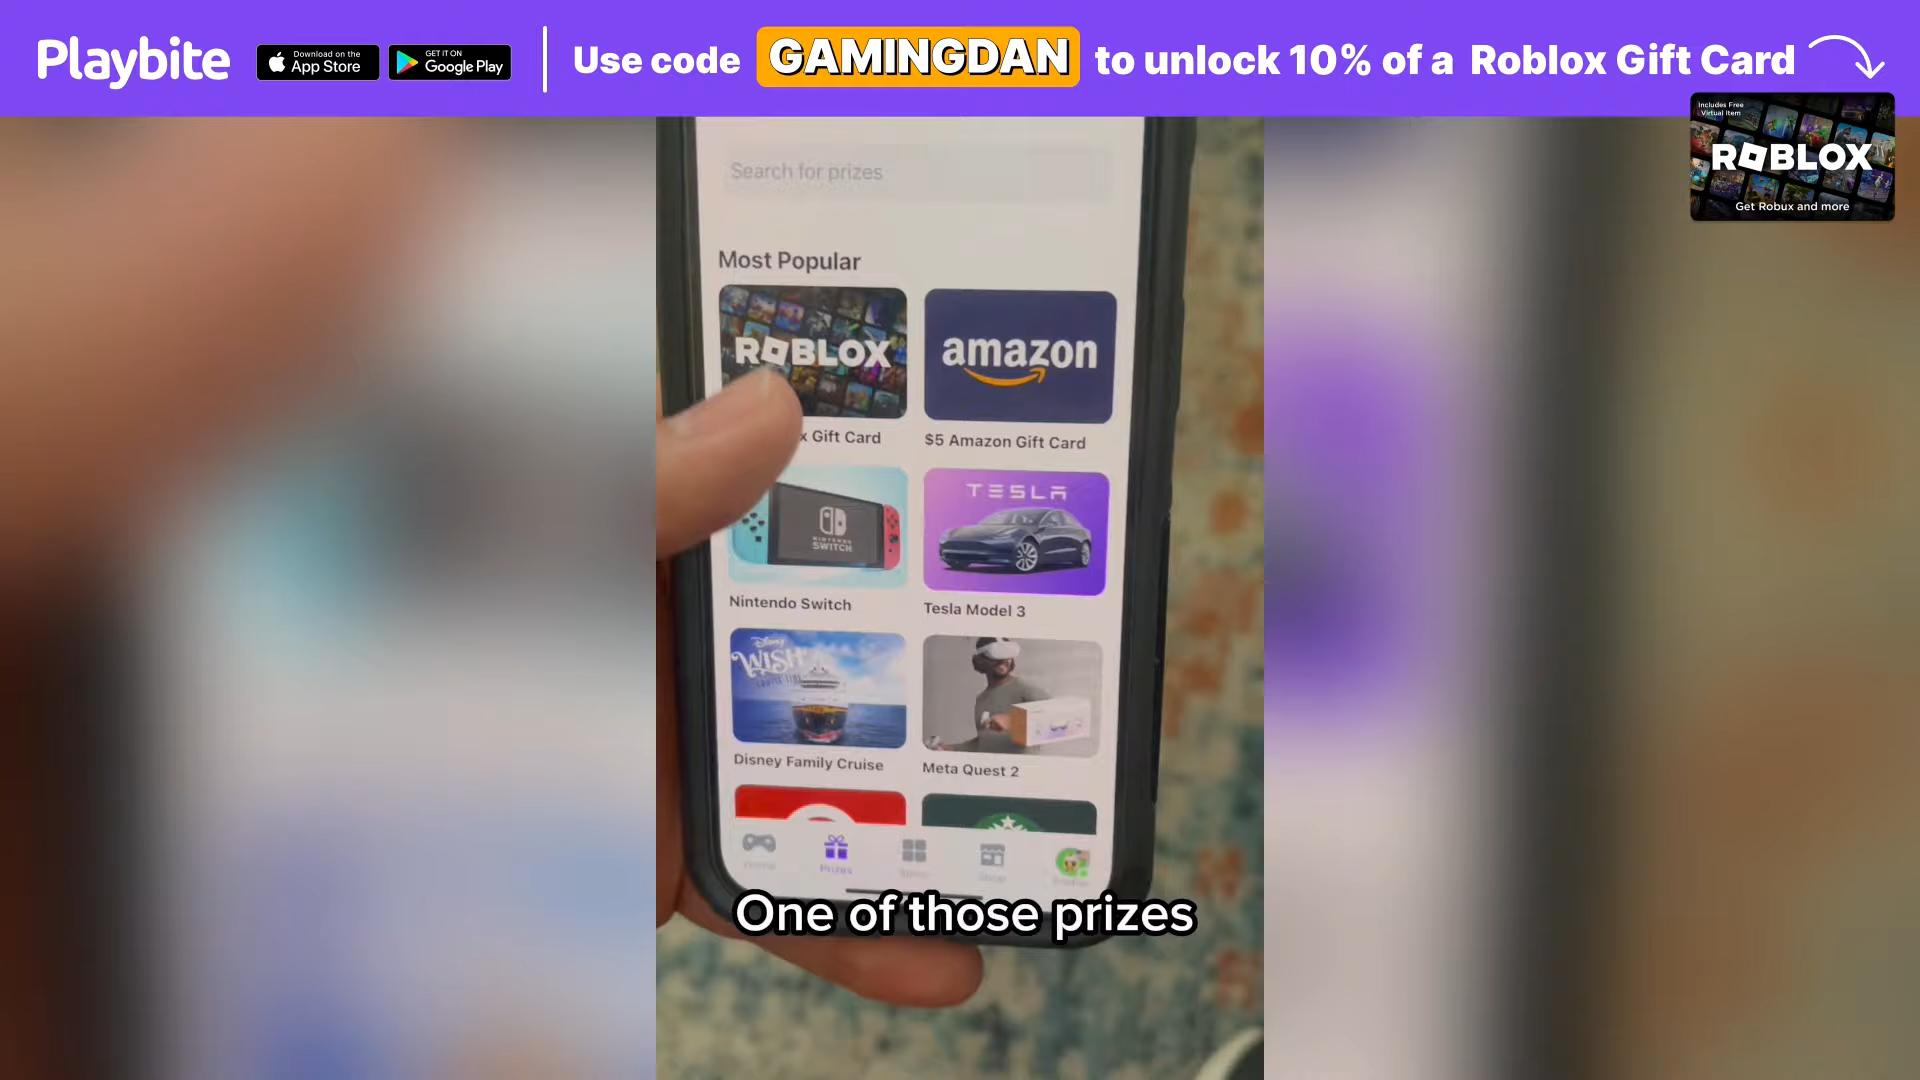 Playbite
Download on the
App Store
GET IT ON
Google Play
Use code GAMINGDAN to unlock 10% of a Roblox Gift Card
Includes Free
Virtual Item
ROBLOX
Get Robux and more
Search for prizes
Most Popular
ROBLOX
amazon
x Gift Card
$5 Amazon Gift Card
NINTENDO
SWITCH
TESLA
Nintendo Switch
Tesla Model 3
Disney
WISH
Disney Family Cruise
Meta Quest 2
Prizes
One of those prizes